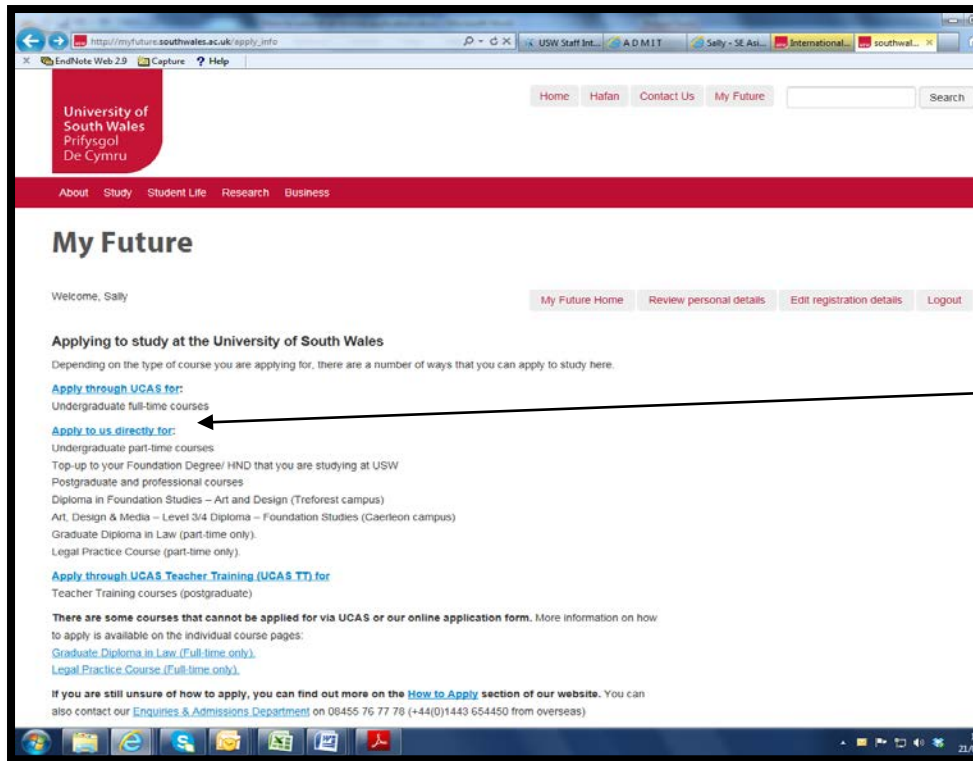 http://myfuture.southwales.ac.uk/apply_info
USW Staff Int...
ADMIT
Sally - SE Asi...
International...
southwal...
EndNote Web 2.9
Capture
Help
University of
South Wales
Prifysgol
De Cymru
Home Hafan Contact Us My Future
Search
About Study Student Life Research Business
My Future
Welcome, Sally
My Future Home Review personal details Edit registration details Logout
Applying to study at the University of South Wales
Depending on the type of course you are applying for, there are a number of ways that you can apply to study here.
Apply through UCAS for:
Undergraduate full-time courses
Apply to us directly for:
Undergraduate part-time courses
Top-up to your Foundation Degree/ HND that you are studying at USW
Postgraduate and professional courses
Diploma in Foundation Studies – Art and Design (Treforest campus)
Art, Design & Media – Level 3/4 Diploma – Foundation Studies (Caerleon campus)
Graduate Diploma in Law (part-time only).
Legal Practice Course (part-time only).
Apply through UCAS Teacher Training (UCAS TT) for
Teacher Training courses (postgraduate)
There are some courses that cannot be applied for via UCAS or our online application form. More information on how
to apply is available on the individual course pages:
Graduate Diploma in Law (Full-time only).
Legal Practice Course (Full-time only).
If you are still unsure of how to apply, you can find out more on the How to Apply section of our website. You can
also contact our Enquiries & Admissions Department on 08455 76 77 78 (+44(0)1443 654450 from overseas)